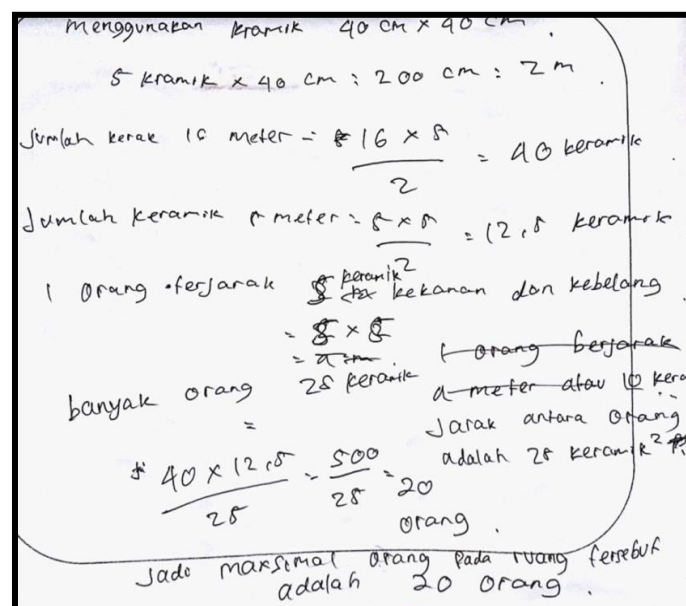 menggunakan kramik 40 cm x 40 cm.
5 kramik x 40 cm : 200 cm : 2 m.
Jumlah kerak 16 meter = 16 x 5 / 2 = 40 keramik
Jumlah keramik 5 meter = 5 x 5 / 2 = 12,5 keramik
1 orang terjarak 5 keramik kekanan dan kebelang.
= 5 x 5
= 25 keramik
1 orang berjarak
2 meter atau 10 kera
banyak orang =
40 x 12,5 / 25 = 500 / 25 = 20
orang.
Jarak antara orang
adalah 25 keramik²
Jadi maksimal orang pada ruang tersebut
adalah 20 orang.